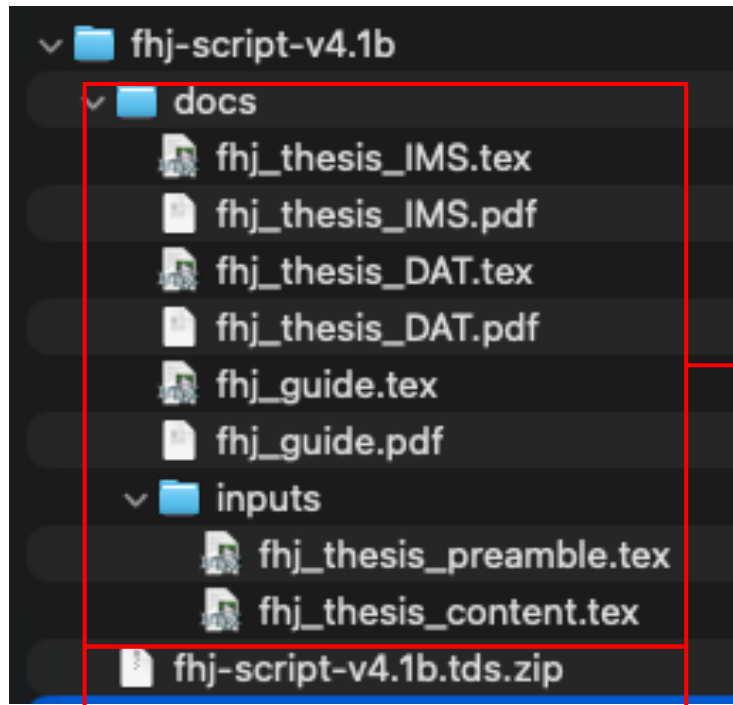 fhj-script-v4.1b
docs
fhj_thesis_IMS.tex
fhj_thesis_IMS.pdf
fhj_thesis_DAT.tex
fhj_thesis_DAT.pdf
fhj_guide.tex
fhj_guide.pdf
inputs
fhj_thesis_preamble.tex
fhj_thesis_content.tex
fhj-script-v4.1b.tds.zip